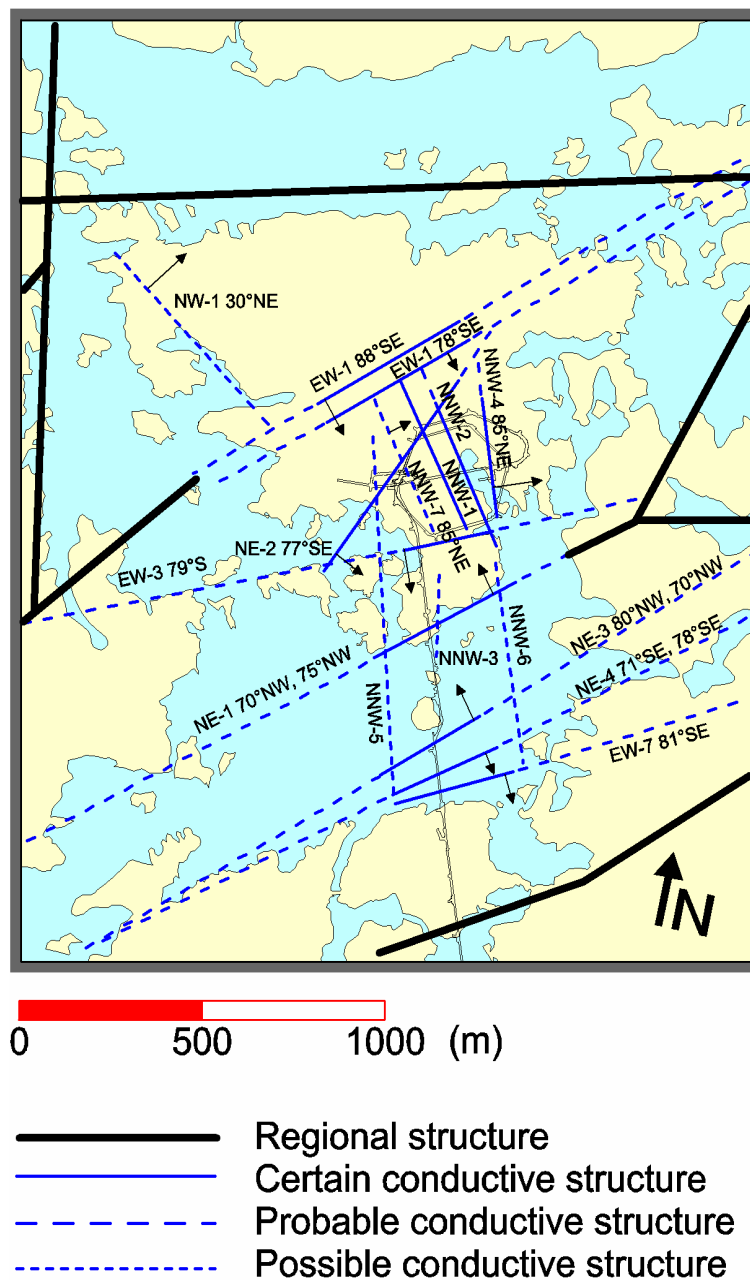 NW-1 30°NE
EW-1 88°SE
EW-1 78°SE
NNW-4 85°NE
NNW-2
NNW-1
NNW-7 85°NE
NE-2 77°SE
EW-3 79°S
NE-1 70°NW, 75°NW
NNW-5
NNW-3
NNW-6
NE-3 80°NW, 70°NW
NE-4 71°SE, 78°SE
EW-7 81°SE
N
0 500 1000 (m)
Regional structure
Certain conductive structure
Probable conductive structure
Possible conductive structure